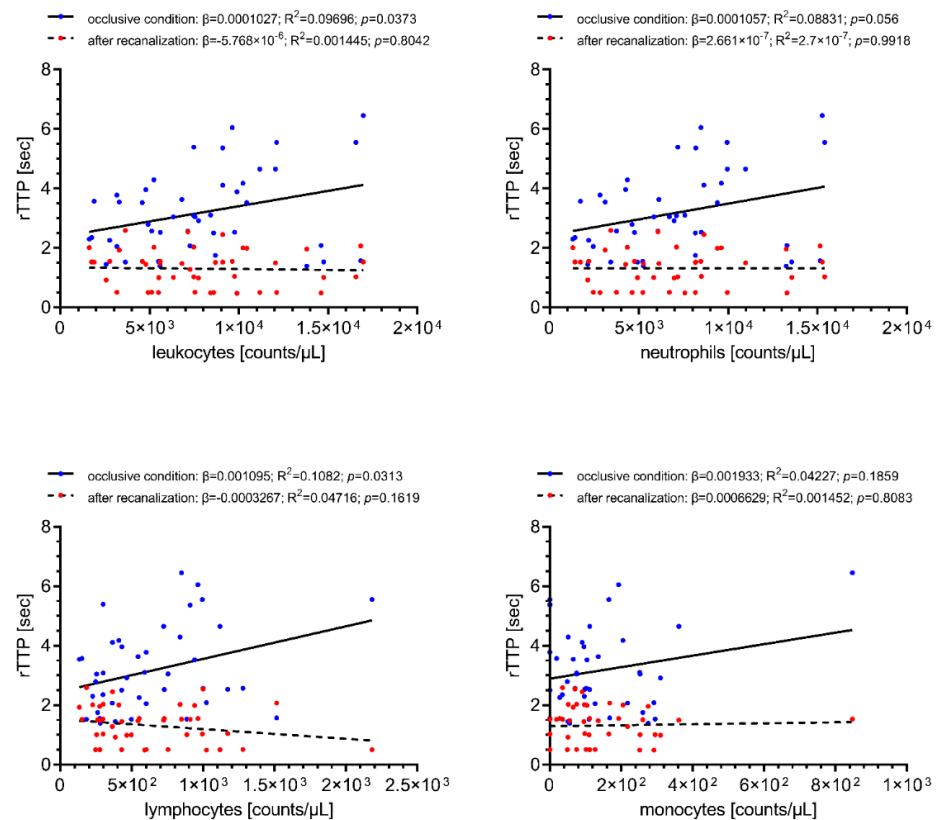 occlusive condition: β=0.0001027; R²=0.09696; p=0.0373
after recanalization: β=-5.768×10⁻⁶; R²=0.001445; p=0.8042
rTTP [sec]
8
6
4
2
0
0 5×10³ 1×10⁴ 1.5×10⁴ 2×10⁴
leukocytes [counts/µL]
occlusive condition: β=0.0001057; R²=0.08831; p=0.056
after recanalization: β=2.661×10⁻⁷; R²=2.7×10⁻⁷; p=0.9918
rTTP [sec]
8
6
4
2
0
0 5×10³ 1×10⁴ 1.5×10⁴ 2×10⁴
neutrophils [counts/µL]
occlusive condition: β=0.001095; R²=0.1082; p=0.0313
after recanalization: β=-0.0003267; R²=0.04716; p=0.1619
rTTP [sec]
8
6
4
2
0
0 5×10² 1×10³ 1.5×10³ 2×10³ 2.5×10³
lymphocytes [counts/µL]
occlusive condition: β=0.001933; R²=0.04227; p=0.1859
after recanalization: β=0.0006629; R²=0.001452; p=0.8083
rTTP [sec]
8
6
4
2
0
0 2×10² 4×10² 6×10² 8×10² 1×10³
monocytes [counts/µL]